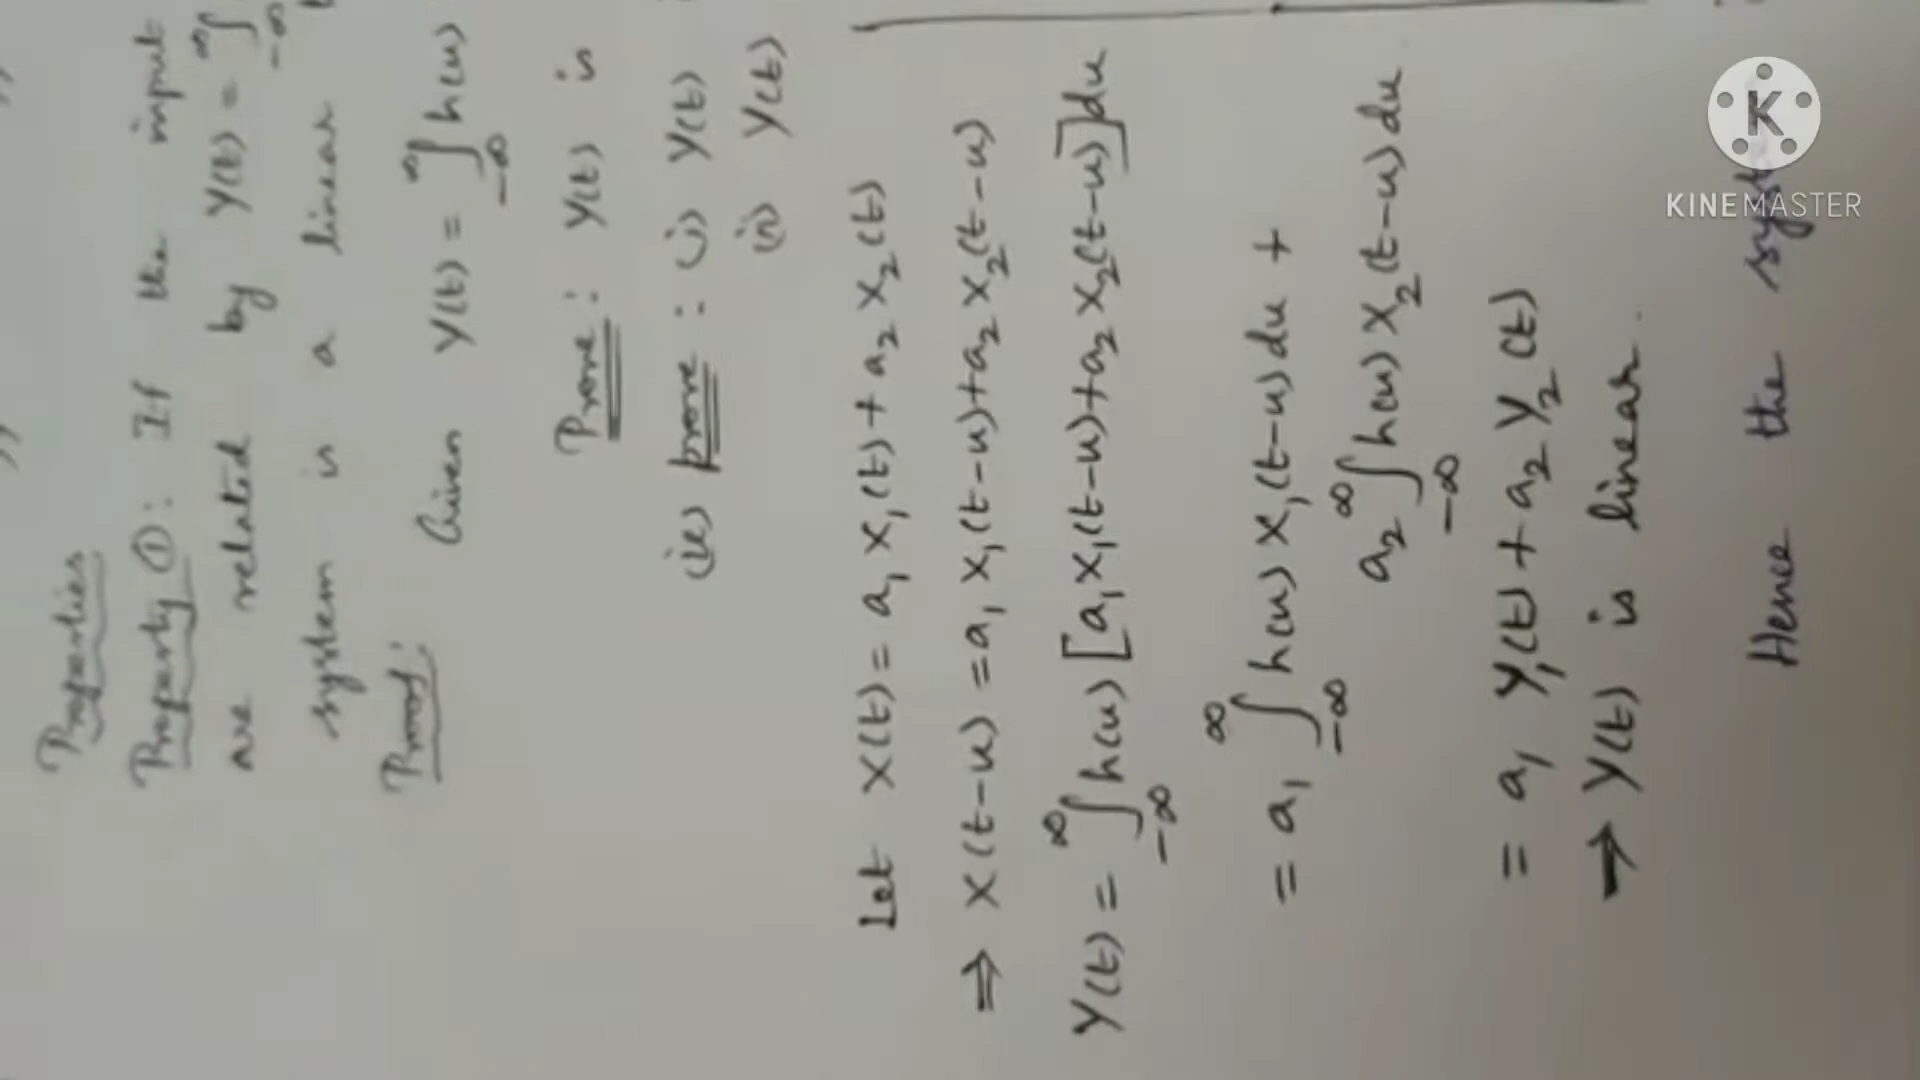 Properties
Property ①: If the input
are related by Y(t) = ∫_{-∞}^{∞}
system is a linear
Proof: Given Y(t) = ∫_{-∞}^{∞} h(u)
Prove: Y(t) is
(ie) prove: (i) Y(t)
(ii) Y(t)
Let X(t) = a₁ X₁(t) + a₂ X₂(t)
⇒ X(t-u) = a₁ X₁(t-u) + a₂ X₂(t-u)
Y(t) = ∫_{-∞}^{∞} h(u) [a₁ X₁(t-u) + a₂ X₂(t-u)] du
= a₁ ∫_{-∞}^{∞} h(u) X₁(t-u) du +
a₂ ∫_{-∞}^{∞} h(u) X₂(t-u) du
= a₁ Y₁(t) + a₂ Y₂(t)
⇒ Y(t) is linear.
Hence the syst
K
KINEMASTER